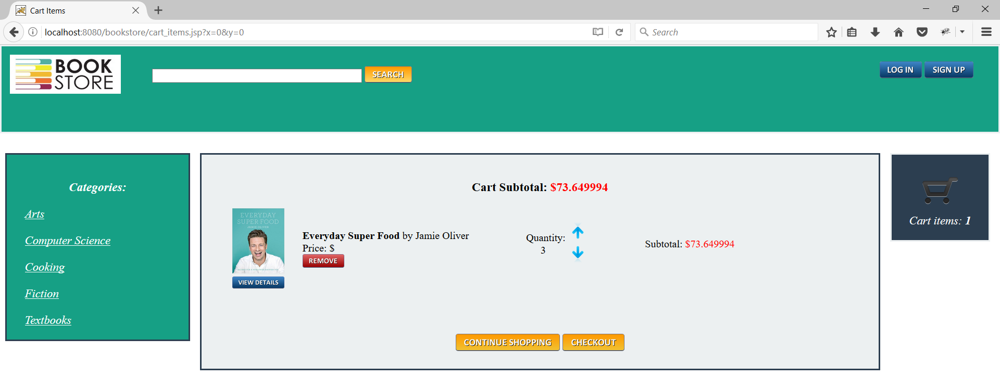 Cart Items
localhost:8080/bookstore/cart_items.jsp?x=0&y=0
Search
BOOK
STORE
SEARCH
LOG IN
SIGN UP
Categories:
Arts
Computer Science
Cooking
Fiction
Textbooks
Cart Subtotal: $73.649994
EVERYDAY
SUPER FOOD
JAMIE OLIVER
VIEW DETAILS
Everyday Super Food by Jamie Oliver
Price: $
REMOVE
Quantity:
3
Subtotal: $73.649994
CONTINUE SHOPPING
CHECKOUT
Cart items: 1